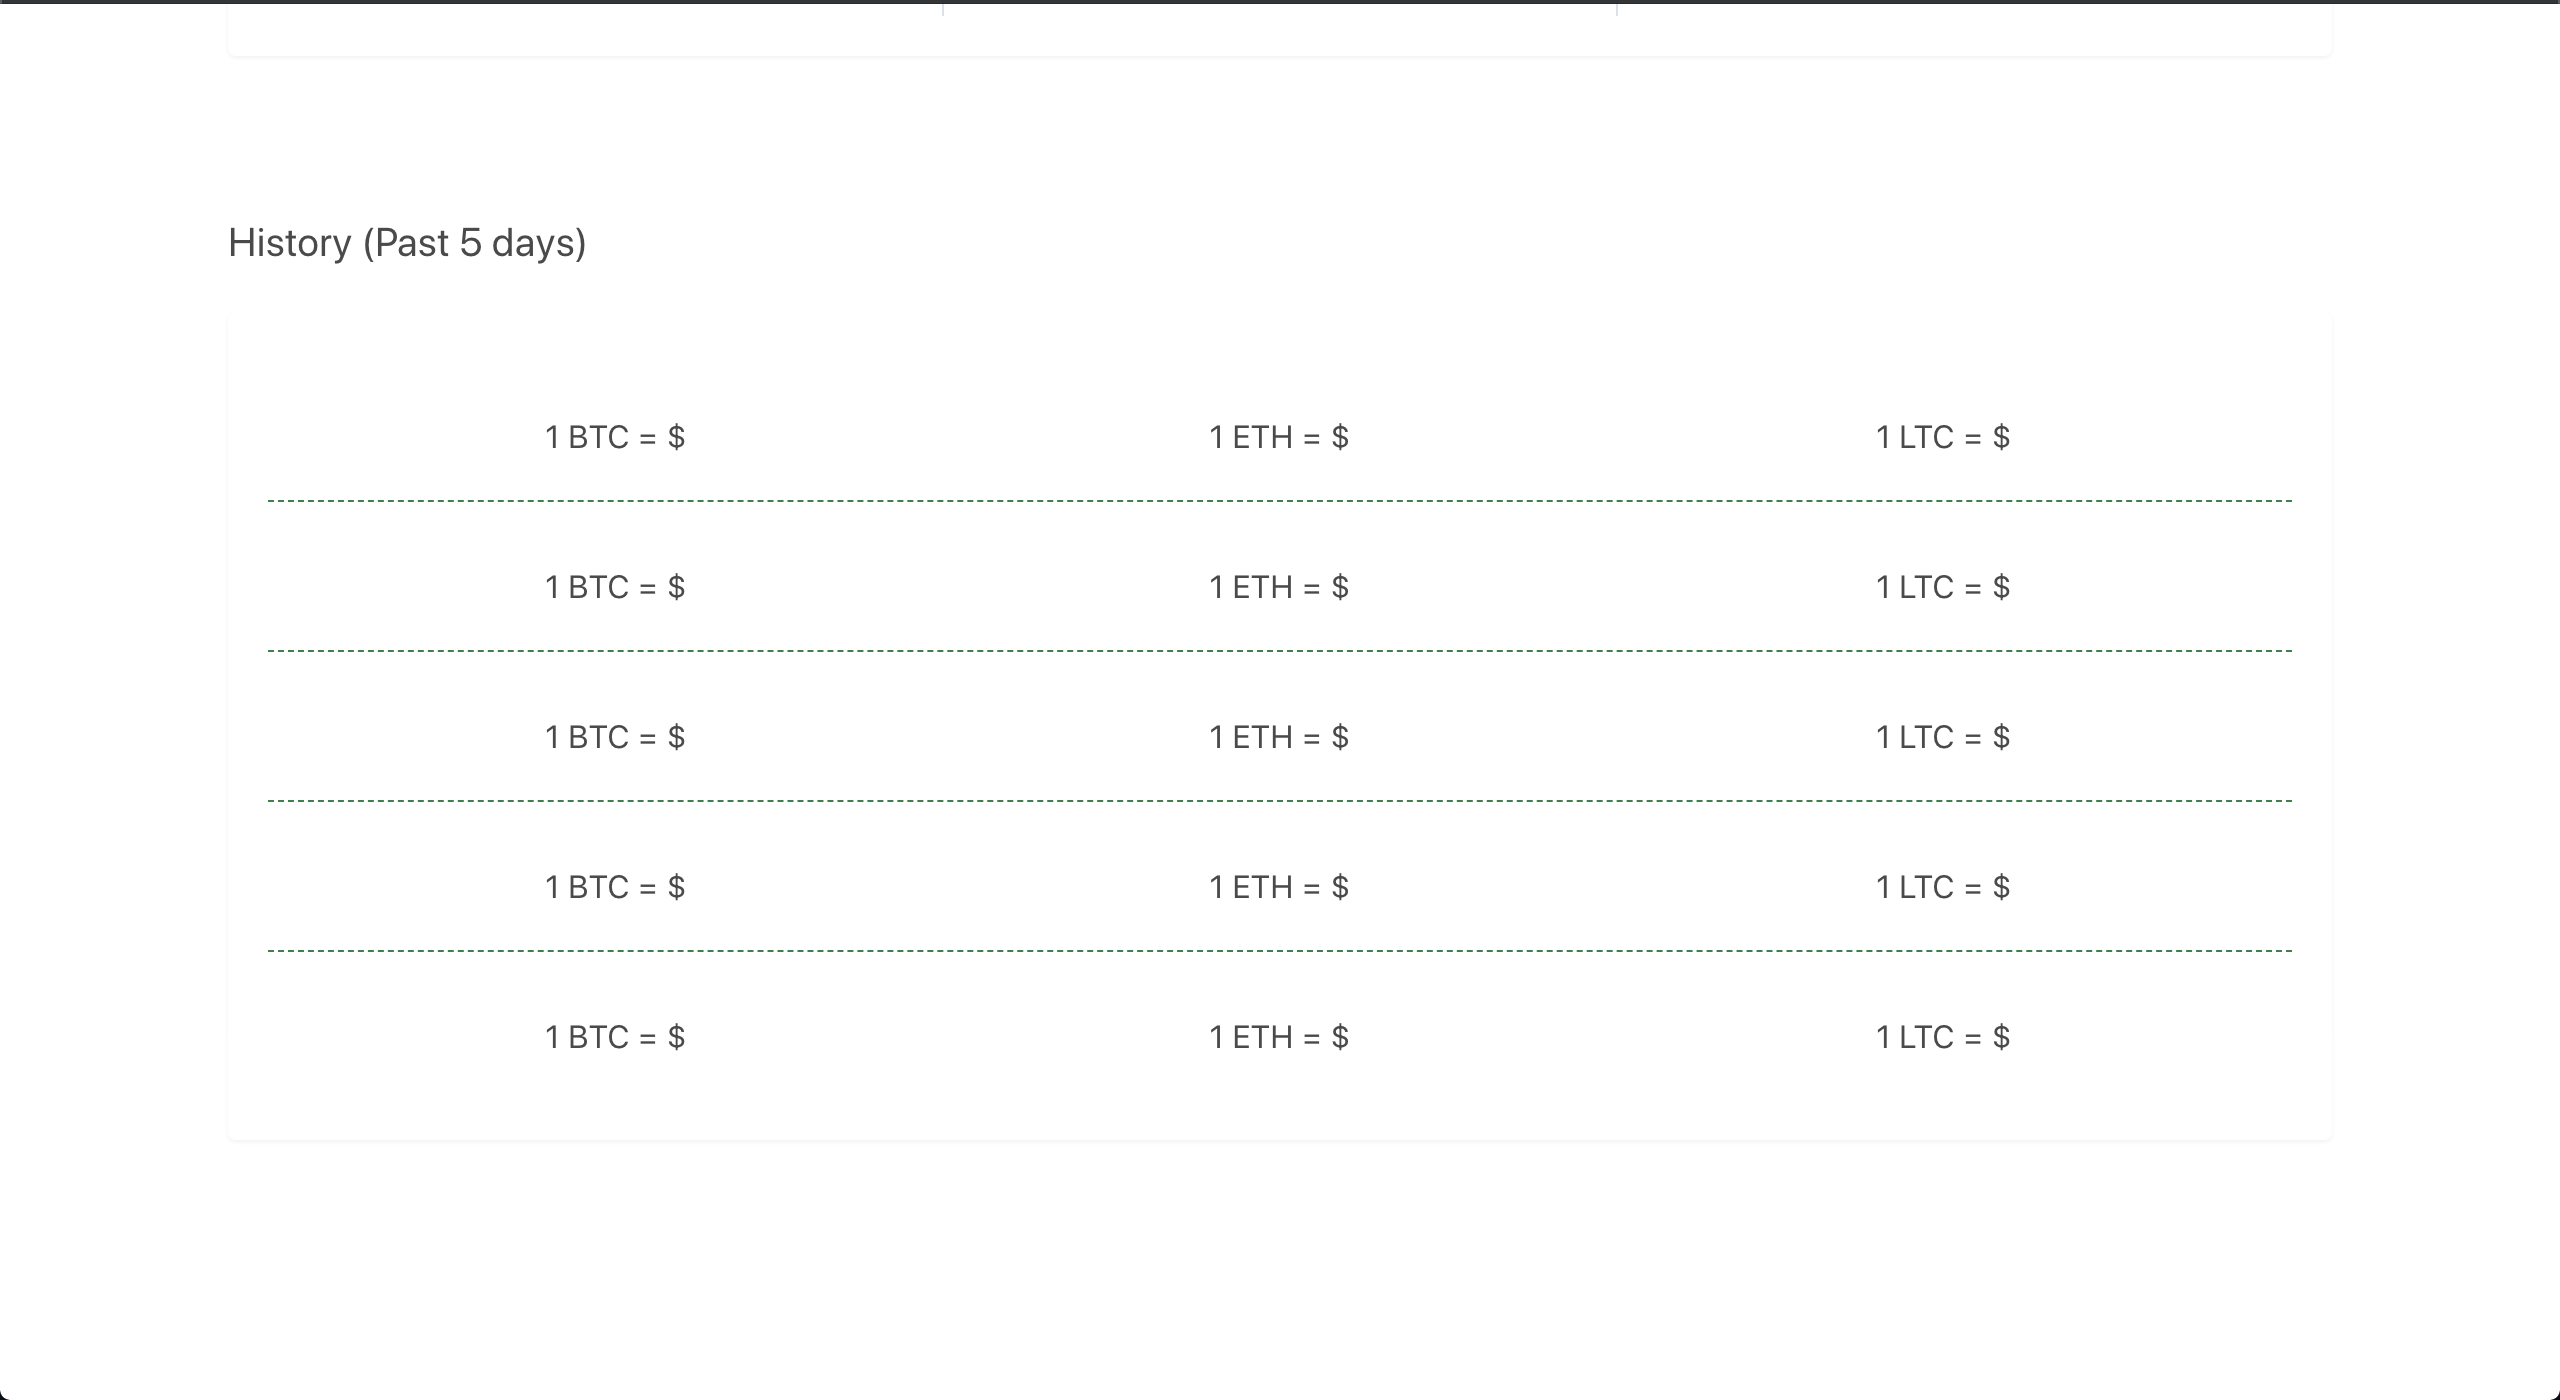 History (Past 5 days)
1 BTC = $ 1 ETH = $ 1 LTC = $
1 BTC = $ 1 ETH = $ 1 LTC = $
1 BTC = $ 1 ETH = $ 1 LTC = $
1 BTC = $ 1 ETH = $ 1 LTC = $
1 BTC = $ 1 ETH = $ 1 LTC = $